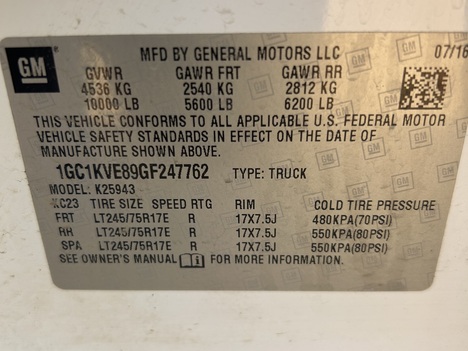 GM
MFD BY GENERAL MOTORS LLC 07/16
GVWR GAWR FRT GAWR RR
4536 KG 2540 KG 2812 KG
10000 LB 5600 LB 6200 LB
THIS VEHICLE CONFORMS TO ALL APPLICABLE U.S. FEDERAL MOTOR
VEHICLE SAFETY STANDARDS IN EFFECT ON THE DATE OF
MANUFACTURE SHOWN ABOVE.
1GC1KVE89GF247762 TYPE: TRUCK
MODEL: K25943
XC23 TIRE SIZE SPEED RTG RIM COLD TIRE PRESSURE
FRT LT245/75R17E R 17X7.5J 480KPA(70PSI)
RR LT245/75R17E R 17X7.5J 550KPA(80PSI)
SPA LT245/75R17E R 17X7.5J 550KPA(80PSI)
SEE OWNER'S MANUAL FOR MORE INFORMATION.